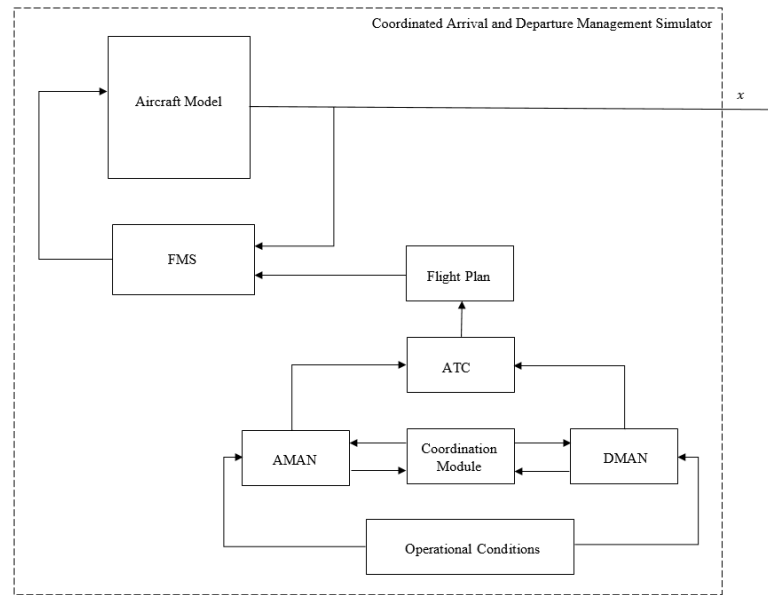 Coordinated Arrival and Departure Management Simulator
x
Aircraft Model
FMS
Flight Plan
ATC
AMAN
Coordination
Module
DMAN
Operational Conditions